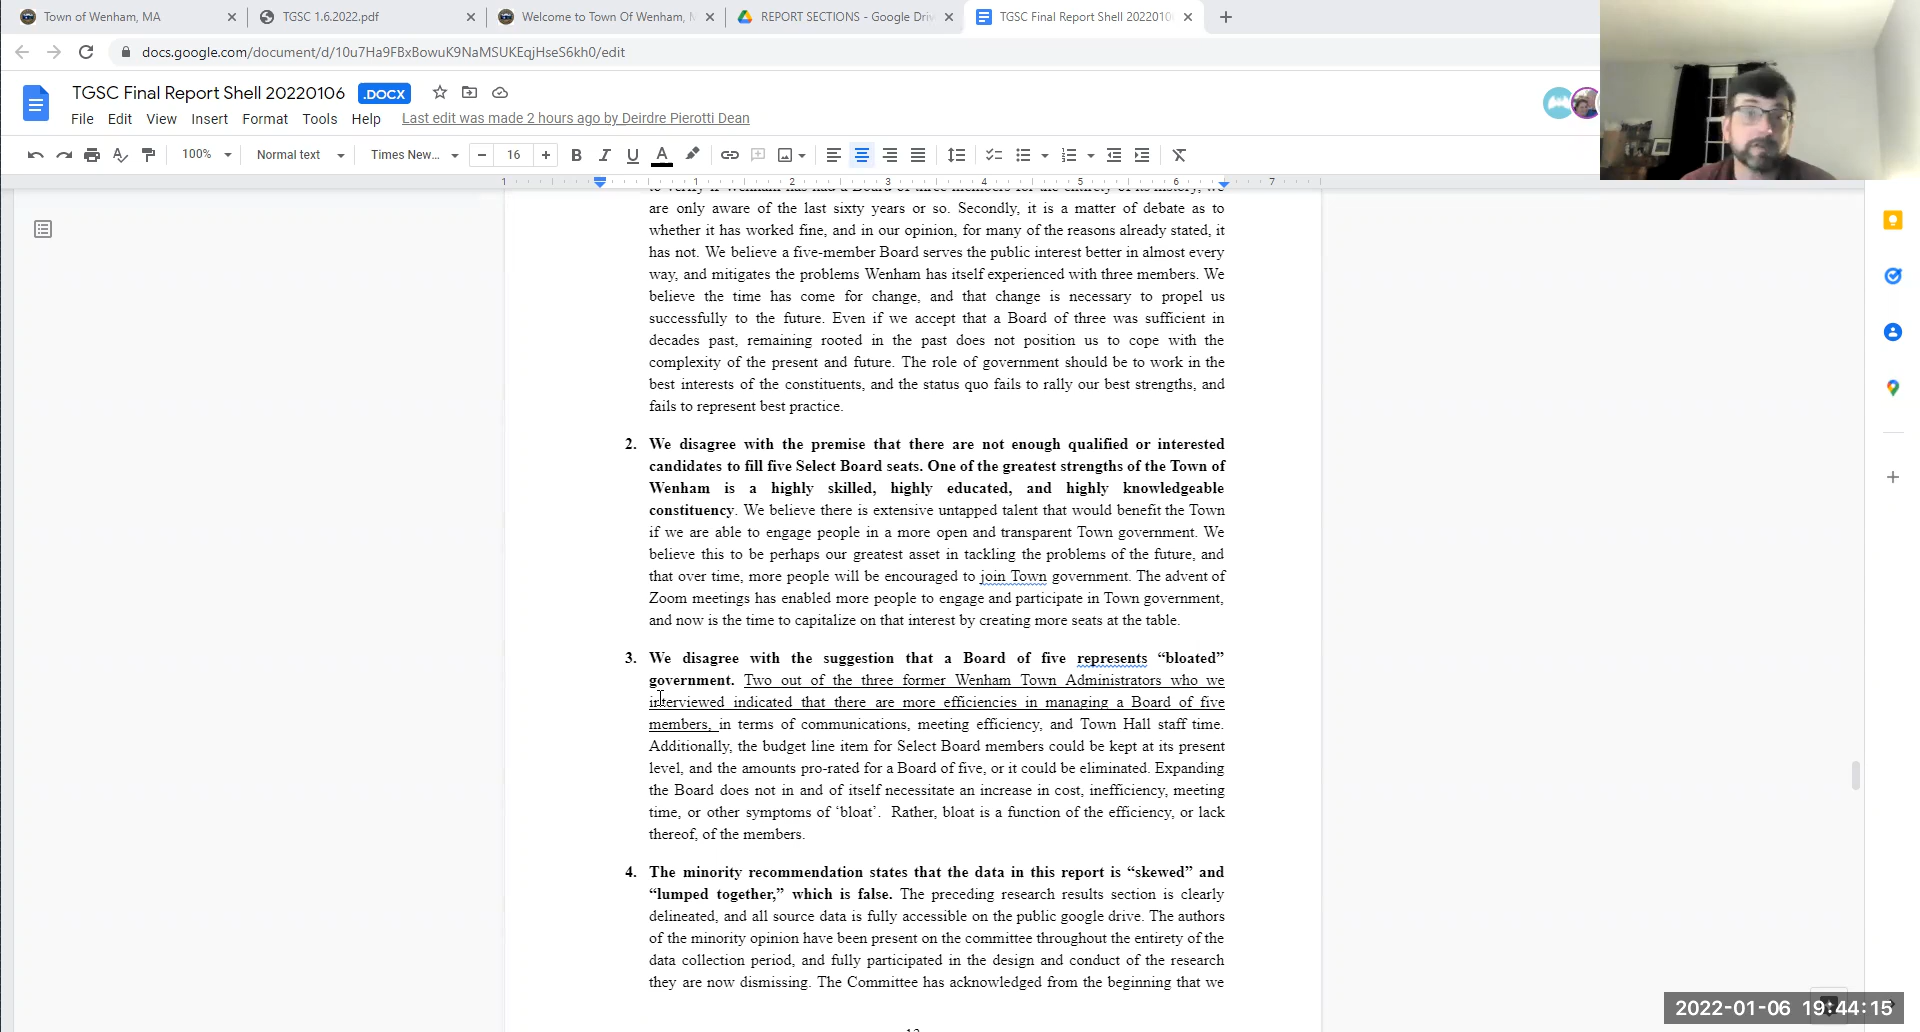 Town of Wenham, MA
TGSC 1.6.2022.pdf
Welcome to Town Of Wenham, M
REPORT SECTIONS - Google Driv
TGSC Final Report Shell 2022010
docs.google.com/document/d/10u7Ha9FBxBowuK9NaMSUKEqjHseS6kh0/edit
TGSC Final Report Shell 20220106 .DOCX
File Edit View Insert Format Tools Help Last edit was made 2 hours ago by Deirdre Pierotti Dean
100% Normal text Times New... 16 B I U A
1 1 2 3 4 5 6 7
to verify if Wenham has had a Board of three members for the entirety of its history, we
are only aware of the last sixty years or so. Secondly, it is a matter of debate as to
whether it has worked fine, and in our opinion, for many of the reasons already stated, it
has not. We believe a five-member Board serves the public interest better in almost every
way, and mitigates the problems Wenham has itself experienced with three members. We
believe the time has come for change, and that change is necessary to propel us
successfully to the future. Even if we accept that a Board of three was sufficient in
decades past, remaining rooted in the past does not position us to cope with the
complexity of the present and future. The role of government should be to work in the
best interests of the constituents, and the status quo fails to rally our best strengths, and
fails to represent best practice.
2. We disagree with the premise that there are not enough qualified or interested
candidates to fill five Select Board seats. One of the greatest strengths of the Town of
Wenham is a highly skilled, highly educated, and highly knowledgeable
constituency. We believe there is extensive untapped talent that would benefit the Town
if we are able to engage people in a more open and transparent Town government. We
believe this to be perhaps our greatest asset in tackling the problems of the future, and
that over time, more people will be encouraged to join Town government. The advent of
Zoom meetings has enabled more people to engage and participate in Town government,
and now is the time to capitalize on that interest by creating more seats at the table.
3. We disagree with the suggestion that a Board of five represents “bloated”
government. Two out of the three former Wenham Town Administrators who we
interviewed indicated that there are more efficiencies in managing a Board of five
members, in terms of communications, meeting efficiency, and Town Hall staff time.
Additionally, the budget line item for Select Board members could be kept at its present
level, and the amounts pro-rated for a Board of five, or it could be eliminated. Expanding
the Board does not in and of itself necessitate an increase in cost, inefficiency, meeting
time, or other symptoms of ‘bloat’. Rather, bloat is a function of the efficiency, or lack
thereof, of the members.
4. The minority recommendation states that the data in this report is “skewed” and
“lumped together,” which is false. The preceding research results section is clearly
delineated, and all source data is fully accessible on the public google drive. The authors
of the minority opinion have been present on the committee throughout the entirety of the
data collection period, and fully participated in the design and conduct of the research
they are now dismissing. The Committee has acknowledged from the beginning that we
2022-01-06 19:44:15